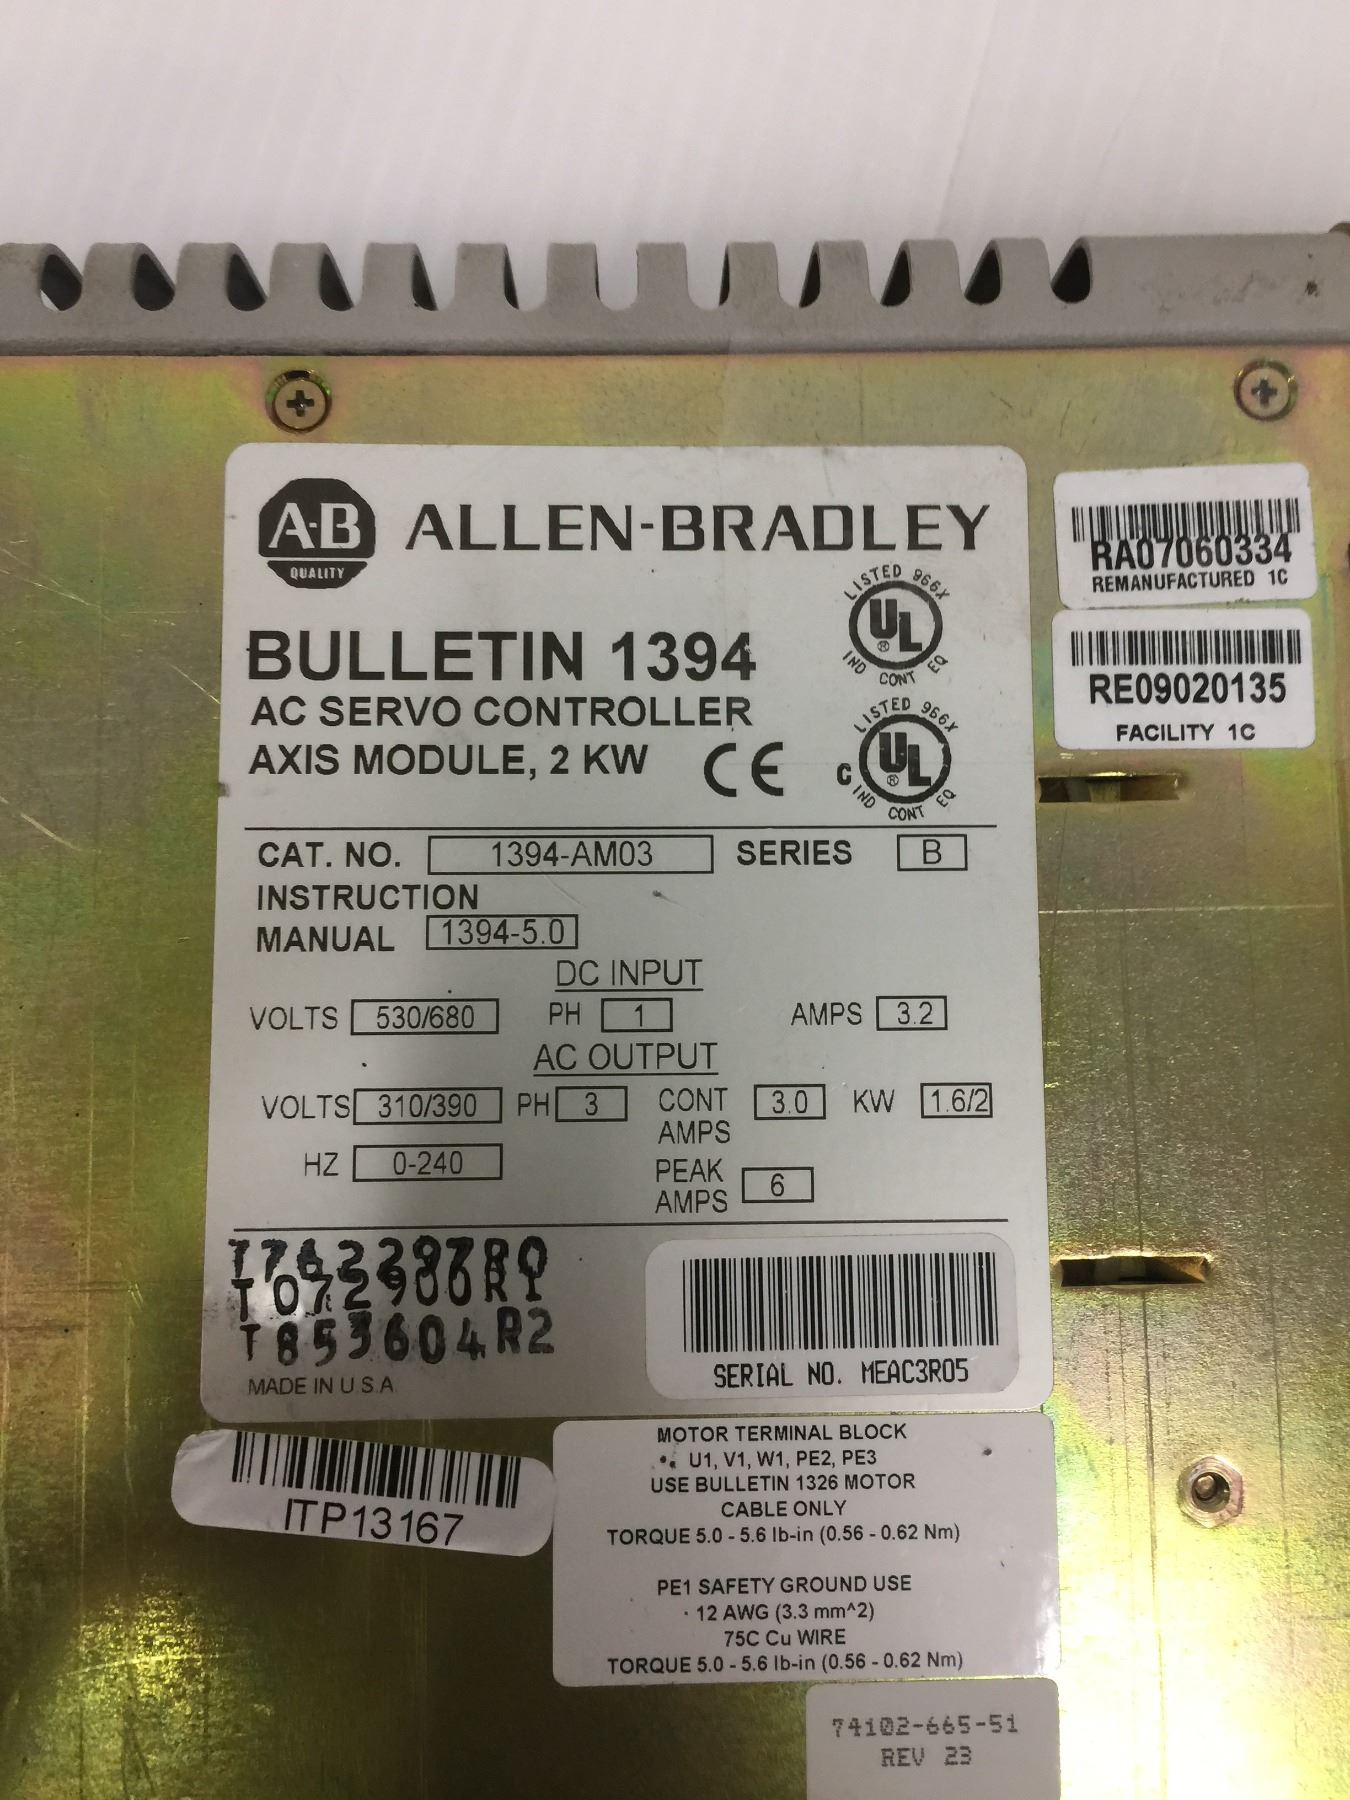 A-B
QUALITY
ALLEN-BRADLEY
BULLETIN 1394
AC SERVO CONTROLLER
AXIS MODULE, 2 KW
CE
LISTED 966X
UL
®
IND CONT EQ
LISTED 966X
C UL
®
IND CONT EQ
CAT. NO. 1394-AM03 SERIES B
INSTRUCTION
MANUAL 1394-5.0
DC INPUT
VOLTS 530/680 PH 1 AMPS 3.2
AC OUTPUT
VOLTS 310/390 PH 3 CONT AMPS 3.0 KW 1.6/2
HZ 0-240 PEAK AMPS 6
T072900R1
T853604R2
MADE IN U.S.A
SERIAL NO. MEAC3R05
RA07060334
REMANUFACTURED 1C
RE09020135
FACILITY 1C
ITP13167
MOTOR TERMINAL BLOCK
U1, V1, W1, PE2, PE3
USE BULLETIN 1326 MOTOR
CABLE ONLY
TORQUE 5.0 - 5.6 lb-in (0.56 - 0.62 Nm)
PE1 SAFETY GROUND USE
12 AWG (3.3 mm^2)
75C Cu WIRE
TORQUE 5.0 - 5.6 lb-in (0.56 - 0.62 Nm)
74102-665-51
REV 23